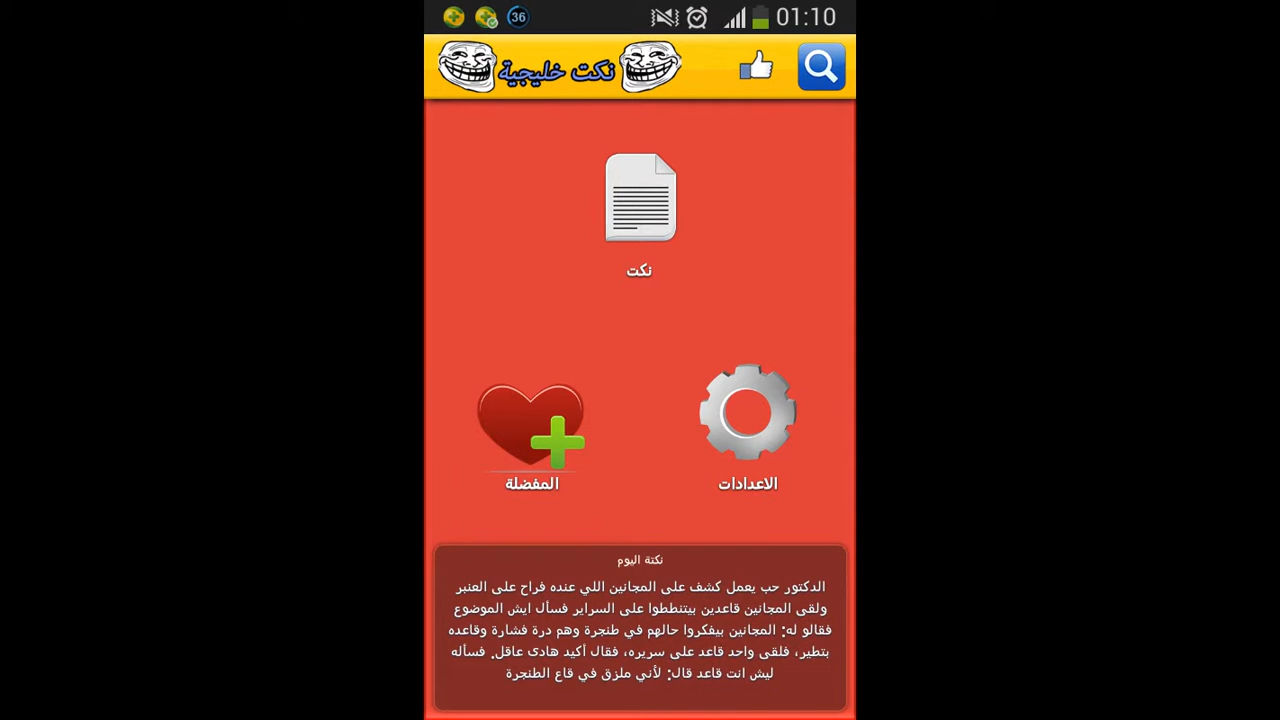 36
01:10
نكت خليجية
نكت
المفضلة
الاعدادات
نكتة اليوم
الدكتور حب يعمل كشف على المجانين اللي عنده فراح على العنبر
ولقى المجانين قاعدين بيتنططوا على السراير فسأل ايش الموضوع
فقالو له: المجانين بيفكروا حالهم في طنجرة وهم درة فشارة وقاعده
بتطير، فلقى واحد قاعد على سريره، فقال أكيد هادى عاقل. فسأله
ليش انت قاعد قال: لأني ملزق في قاع الطنجرة